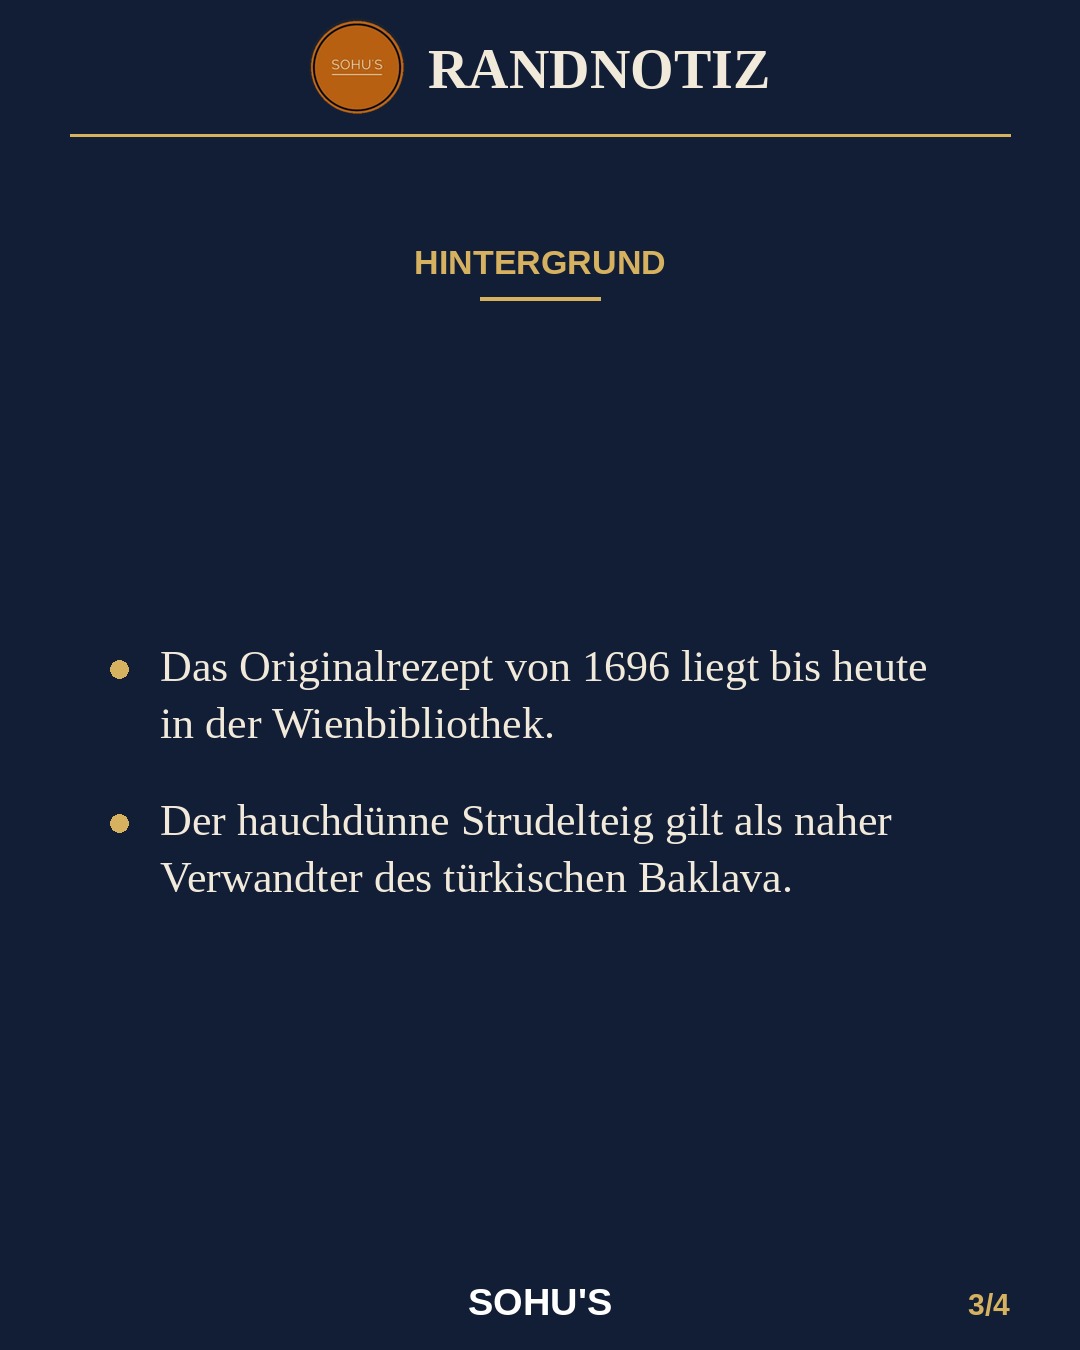 SOHU'S
RANDNOTIZ
HINTERGRUND
Das Originalrezept von 1696 liegt bis heute
in der Wienbibliothek.
Der hauchdünne Strudelteig gilt als naher
Verwandter des türkischen Baklava.
SOHU'S
3/4